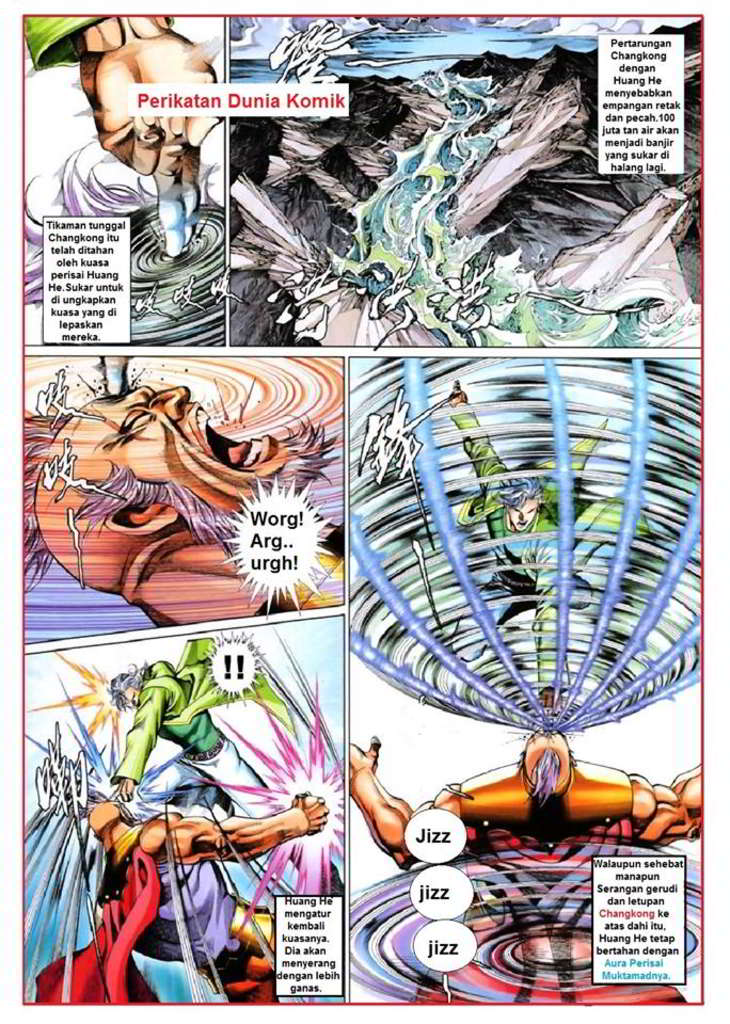 Perikatan Dunia Komik
Tikaman tunggal
Changkong itu
telah ditahan
oleh kuasa
perisai Huang
He.Sukar untuk
di ungkapkan
kuasa yang di
lepaskan
mereka.
Pertarungan
Changkong
dengan
Huang He
menyebabkan
empangan retak
dan pecah.100
juta tan air akan
menjadi banjir
yang sukar di
halang lagi.
Worg!
Arg..
urgh!
!!
Huang He
mengatur
kembali
kuasanya.
Dia akan
menyerang
dengan lebih
ganas.
Jizz
jizz
jizz
Walaupun sehebat
manapun
Serangan gerudi
dan letupan
Changkong ke
atas dahi itu,
Huang He tetap
bertahan dengan
Aura Perisai
Muktamadnya.